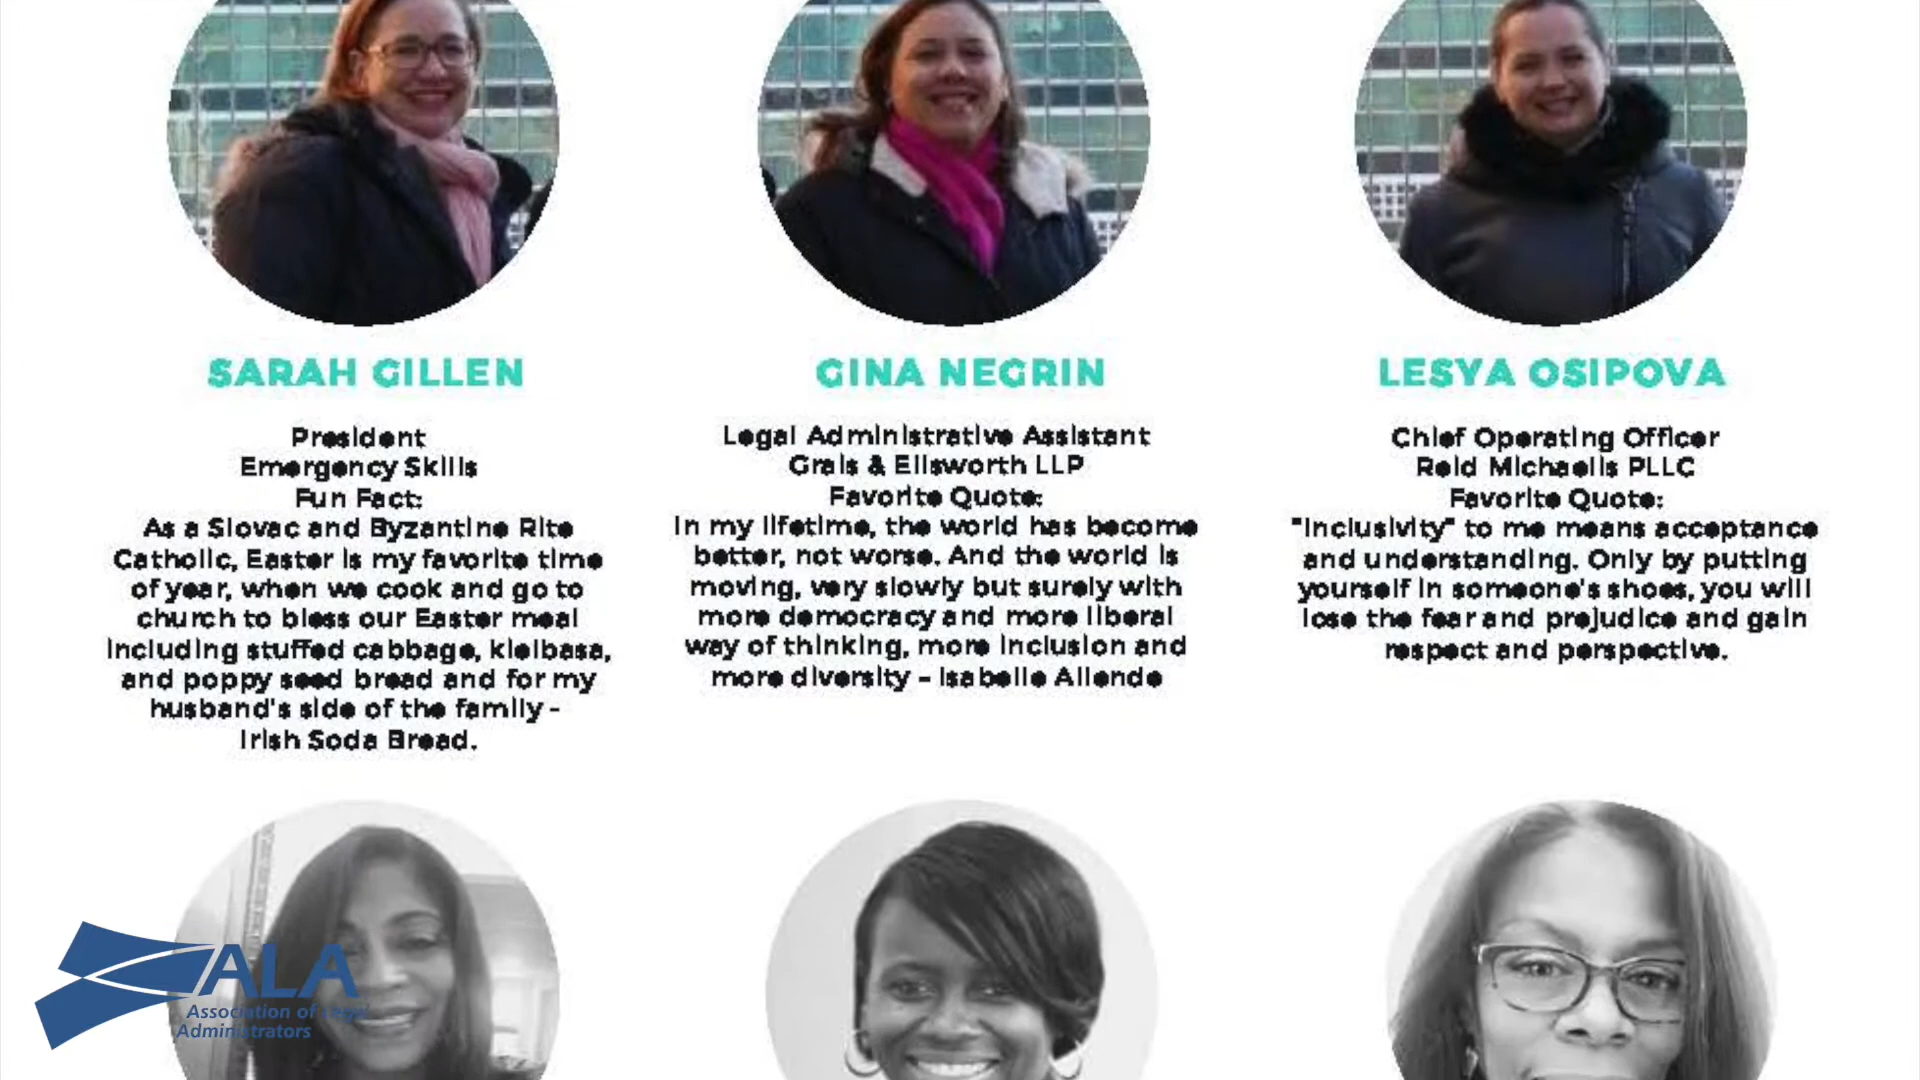 SARAH GILLEN
President
Emergency Skills
Fun Fact:
As a Slovac and Byzantine Rite
Catholic, Easter is my favorite time
of year, when we cook and go to
church to bless our Easter meal
including stuffed cabbage, kielbasa,
and poppy seed bread and for my
husband's side of the family -
Irish Soda Bread.
GINA NEGRIN
Legal Administrative Assistant
Grais & Ellsworth LLP
Favorite Quote:
In my lifetime, the world has become
better, not worse. And the world is
moving, very slowly but surely with
more democracy and more liberal
way of thinking, more inclusion and
more diversity - Isabelle Allende
LESYA OSIPOVA
Chief Operating Officer
Reid Michaelis PLLC
Favorite Quote:
"Inclusivity" to me means acceptance
and understanding. Only by putting
yourself in someone's shoes, you will
lose the fear and prejudice and gain
respect and perspective.
ALA
Association of Legal
Administrators